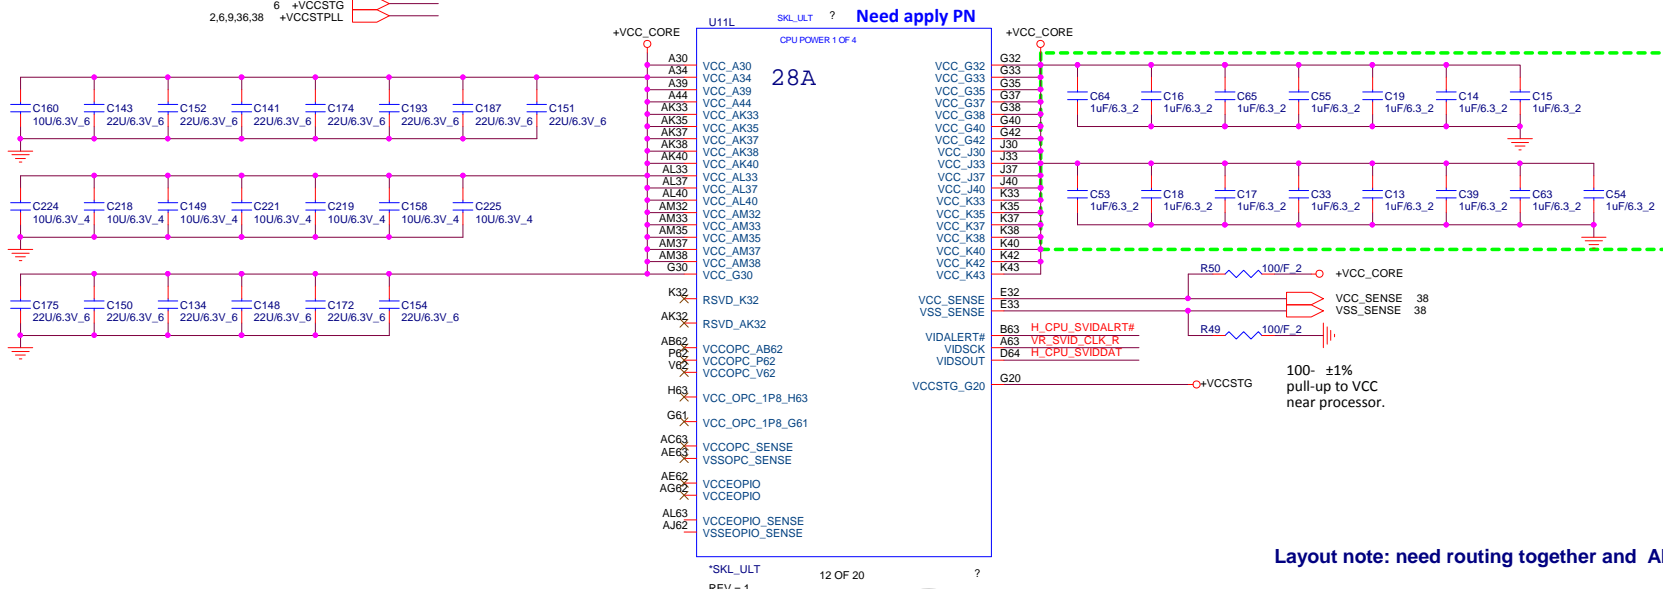 6 +VCCSTG
2,6,9,36,38 +VCCSTPLL
U11L SKL_ULT ? Need apply PN
CPU POWER 1 OF 4
28A
+VCC_CORE
+VCC_CORE
A30 VCC_A30
A34 VCC_A34
A39 VCC_A39
A44 VCC_A44
AK33 VCC_AK33
AK35 VCC_AK35
AK37 VCC_AK37
AK38 VCC_AK38
AK40 VCC_AK40
AL33 VCC_AL33
AL37 VCC_AL37
AL40 VCC_AL40
AM32 VCC_AM32
AM33 VCC_AM33
AM35 VCC_AM35
AM37 VCC_AM37
AM38 VCC_AM38
G30 VCC_G30
K32 RSVD_K32
AK32 RSVD_AK32
AB62 VCCOPC_AB62
P62 VCCOPC_P62
V62 VCCOPC_V62
H63 VCC_OPC_1P8_H63
G61 VCC_OPC_1P8_G61
AC63 VCCOPC_SENSE
AE63 VSSOPC_SENSE
AE62 VCCEOPIO
AG62 VCCEOPIO
AL63 VCCEOPIO_SENSE
AJ62 VSSEOPIO_SENSE
VCC_G32 G32
VCC_G33 G33
VCC_G35 G35
VCC_G37 G37
VCC_G38 G38
VCC_G40 G40
VCC_G42 G42
VCC_J30 J30
VCC_J33 J33
VCC_J37 J37
VCC_J40 J40
VCC_K33 K33
VCC_K35 K35
VCC_K37 K37
VCC_K38 K38
VCC_K40 K40
VCC_K42 K42
VCC_K43 K43
VCC_SENSE E32
VSS_SENSE E33
VIDALERT# B63 H_CPU_SVIDALRT#
VIDSCK A63 VR_SVID_CLK_R
VIDSOUT D64 H_CPU_SVIDDAT
VCCSTG_G20 G20 +VCCSTG
C160 C143 C152 C141 C174 C193 C187 C151
10U/6.3V_6 22U/6.3V_6 22U/6.3V_6 22U/6.3V_6 22U/6.3V_6 22U/6.3V_6 22U/6.3V_6 22U/6.3V_6
C224 C218 C149 C221 C219 C158 C225
10U/6.3V_4 10U/6.3V_4 10U/6.3V_4 10U/6.3V_4 10U/6.3V_4 10U/6.3V_4 10U/6.3V_4
C175 C150 C134 C148 C172 C154
22U/6.3V_6 22U/6.3V_6 22U/6.3V_6 22U/6.3V_6 22U/6.3V_6 22U/6.3V_6
C64 C16 C65 C55 C19 C14 C15
1uF/6.3_2 1uF/6.3_2 1uF/6.3_2 1uF/6.3_2 1uF/6.3_2 1uF/6.3_2 1uF/6.3_2
C53 C18 C17 C33 C13 C39 C63 C54
1uF/6.3_2 1uF/6.3_2 1uF/6.3_2 1uF/6.3_2 1uF/6.3_2 1uF/6.3_2 1uF/6.3_2 1uF/6.3_2
R50 100/F_2 +VCC_CORE
VCC_SENSE 38
VSS_SENSE 38
R49 100/F_2
100- ±1%
pull-up to VCC
near processor.
Layout note: need routing together and
*SKL_ULT 12 OF 20 ?
REV = 1